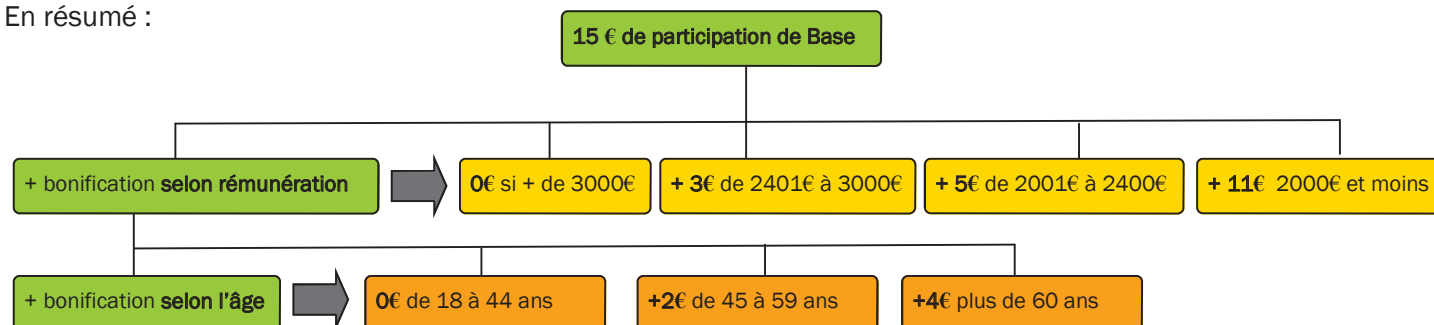 En résumé :
15 € de participation de Base
+ bonification selon rémunération
0€ si + de 3000€
+ 3€ de 2401€ à 3000€
+ 5€ de 2001€ à 2400€
+ 11€ 2000€ et moins
+ bonification selon l'âge
0€ de 18 à 44 ans
+2€ de 45 à 59 ans
+4€ plus de 60 ans